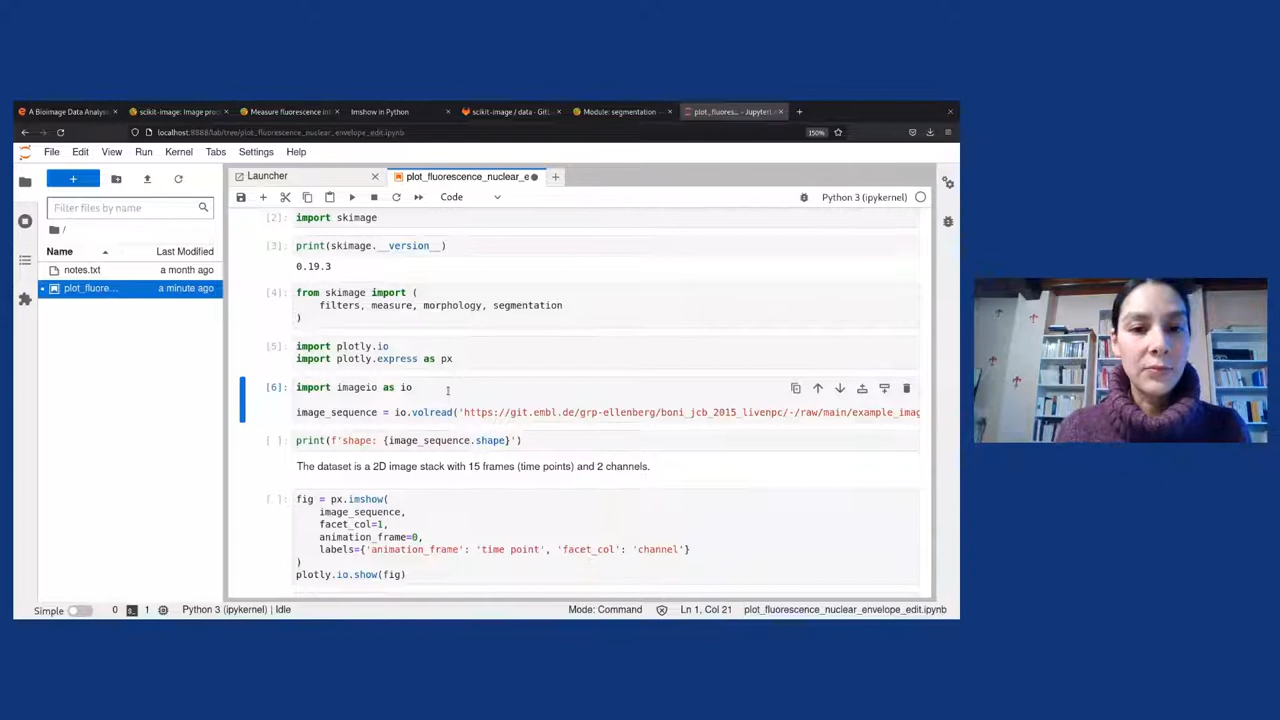 A Bioimage Data Analys
scikit-image: Image proc
Measure fluorescence in
Imshow in Python
scikit-image / data - GitL
Module: segmentation —
plot_fluores... - JupyterLa
localhost:8888/lab/tree/plot_fluorescence_nuclear_envelope_edit.ipynb
150%
File Edit View Run Kernel Tabs Settings Help
Launcher
plot_fluorescence_nuclear_e
Filter files by name
Code
Python 3 (ipykernel)
/
Name
Last Modified
notes.txt
a month ago
plot_fluore...
a minute ago
[2]: import skimage
[3]: print(skimage.__version__)
0.19.3
[4]: from skimage import (
filters, measure, morphology, segmentation
)
[5]: import plotly.io
import plotly.express as px
[6]: import imageio as io
image_sequence = io.volread('https://git.embl.de/grp-ellenberg/boni_jcb_2015_livenpc/-/raw/main/example_imag
[ ]: print(f'shape: {image_sequence.shape}')
The dataset is a 2D image stack with 15 frames (time points) and 2 channels.
[ ]: fig = px.imshow(
image_sequence,
facet_col=1,
animation_frame=0,
labels={'animation_frame': 'time point', 'facet_col': 'channel'}
)
plotly.io.show(fig)
Simple
0
1
Python 3 (ipykernel) | Idle
Mode: Command
Ln 1, Col 21
plot_fluorescence_nuclear_envelope_edit.ipynb